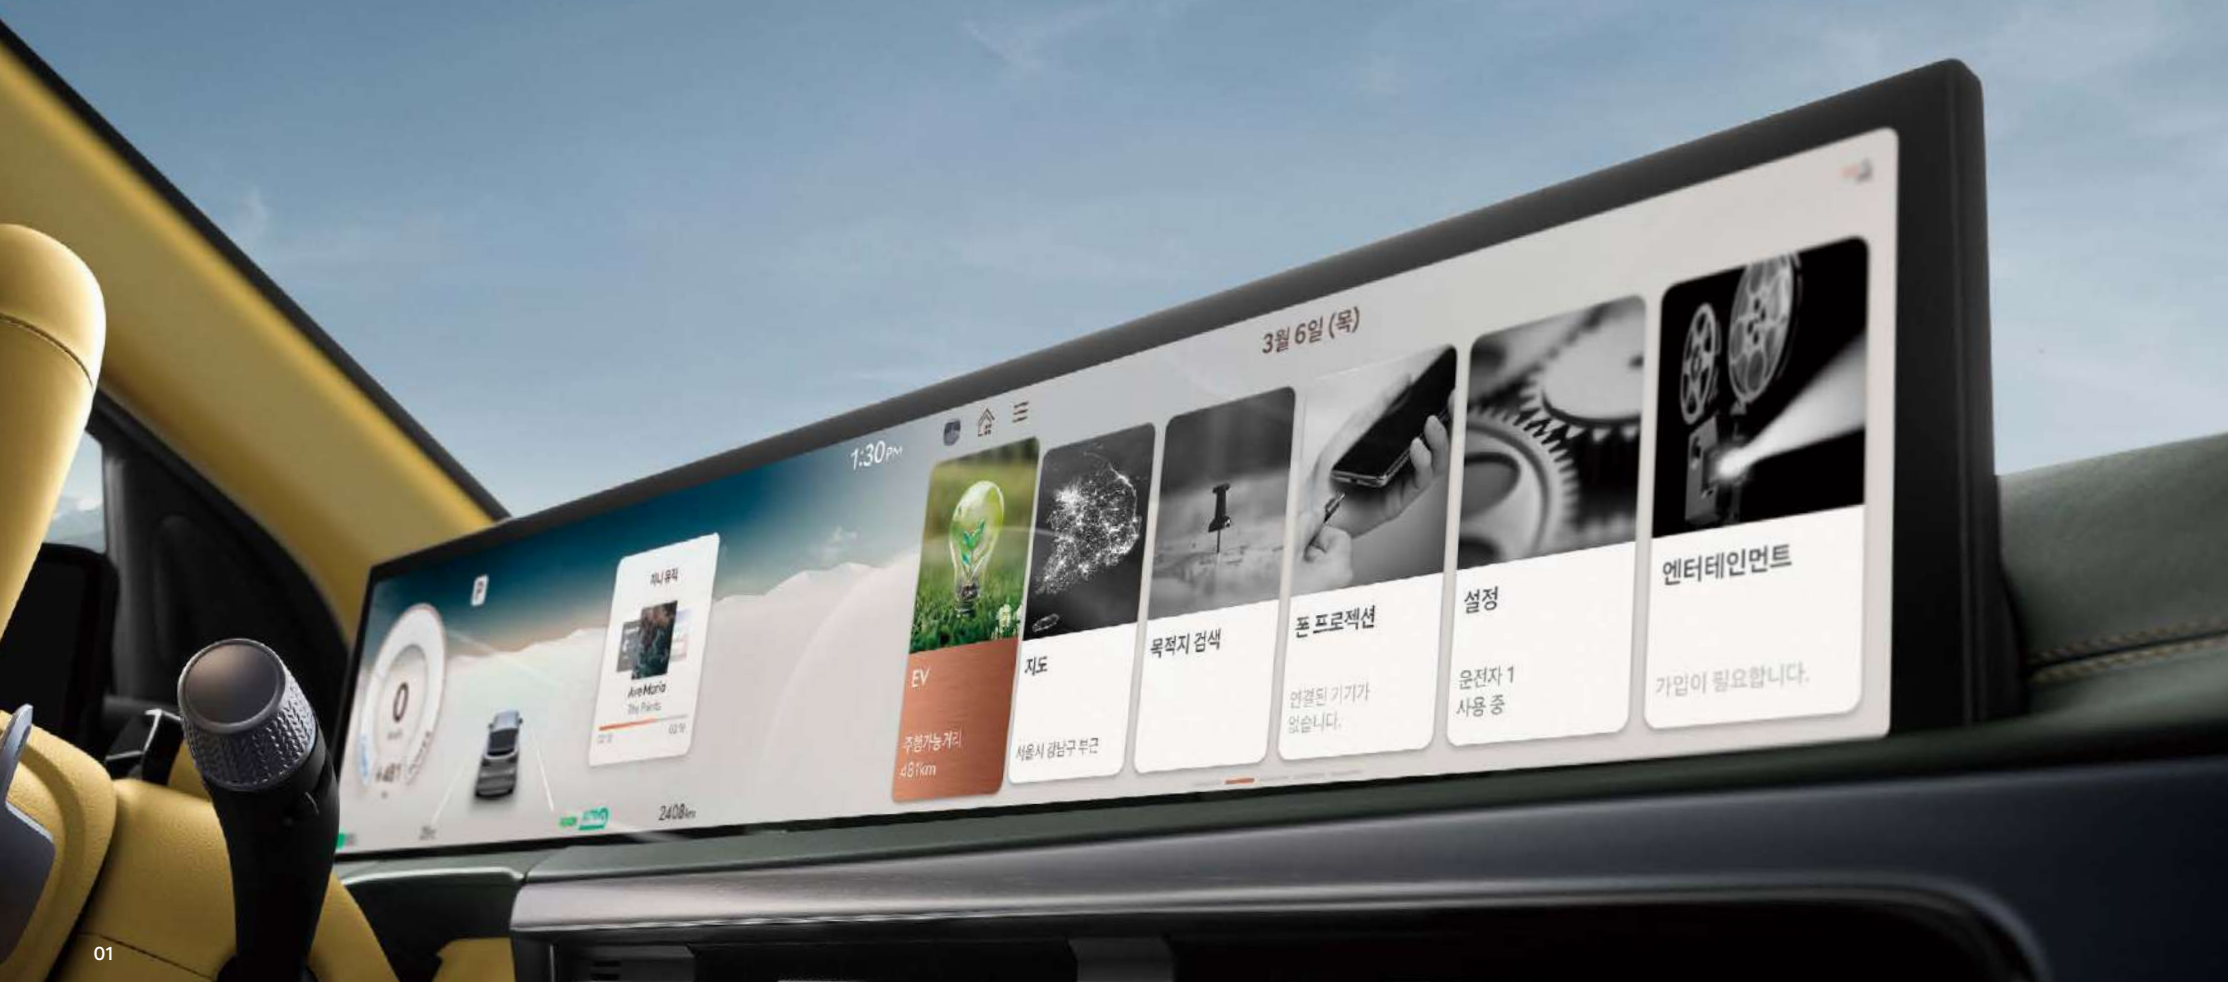 P
0
지니 뮤직
Ave Maria
2408km
1:30PM
3월 6일 (목)
EV
주행가능거리
481km
지도
서울시 강남구 부근
목적지 검색
폰 프로젝션
연결된 기기가
없습니다.
설정
운전자 1
사용 중
엔터테인먼트
가입이 필요합니다.
01